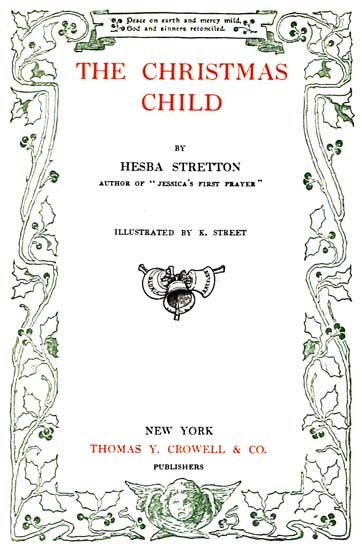 Peace on earth and mercy mild,
God and sinners reconciled.
THE CHRISTMAS
CHILD
BY
HESBA STRETTON
AUTHOR OF "JESSICA'S FIRST PRAYER"
ILLUSTRATED BY K. STREET
NEW YORK
THOMAS Y. CROWELL & CO.
PUBLISHERS